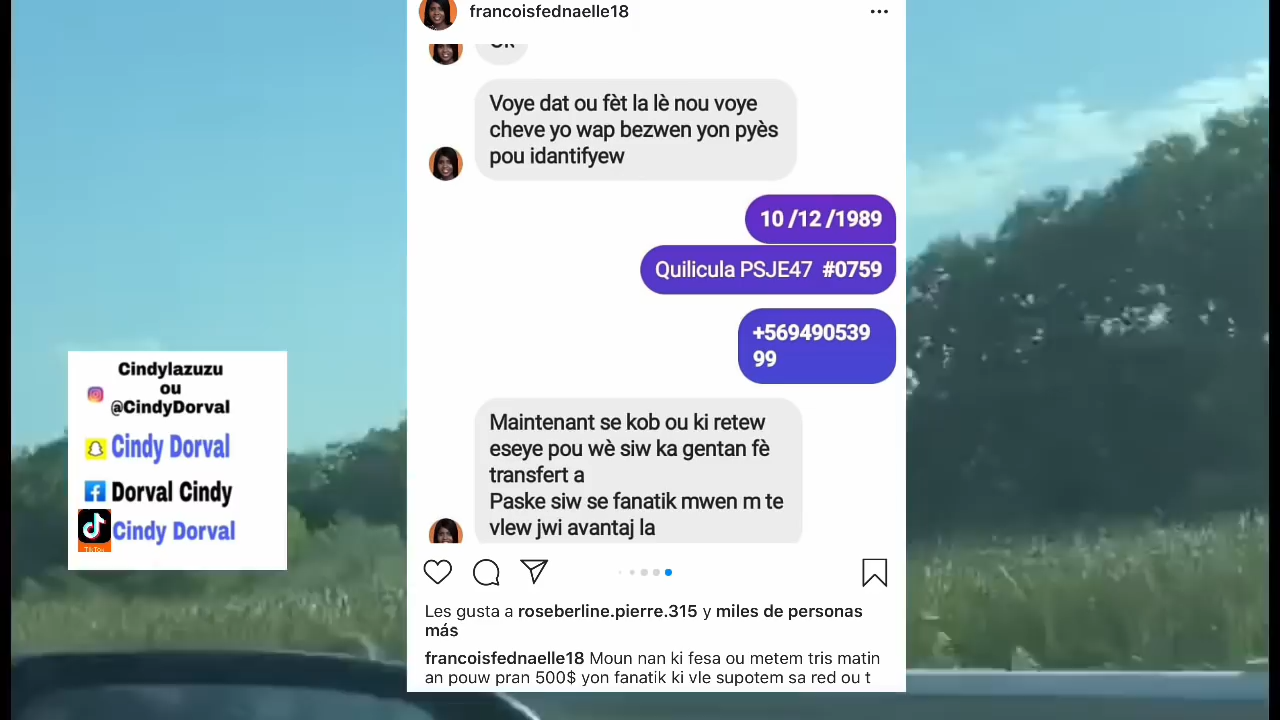 francoisfednaelle18
Voye dat ou fèt la lè nou voye
cheve yo wap bezwen yon pyès
pou idantifyew
10 /12 /1989
Quilicula PSJE47 #0759
+569490539
99
Maintenant se kob ou ki retew
eseye pou wè siw ka gentan fè
transfert a
Paske siw se fanatik mwen m te
vlew jwi avantaj la
Les gusta a roseberline.pierre.315 y miles de personas
más
francoisfednaelle18 Moun nan ki fesa ou metem tris matin
an pouw pran 500$ yon fanatik ki vle supotem sa red ou t
Cindylazuzu
ou
@CindyDorval
Cindy Dorval
Dorval Cindy
Cindy Dorval
TikTok